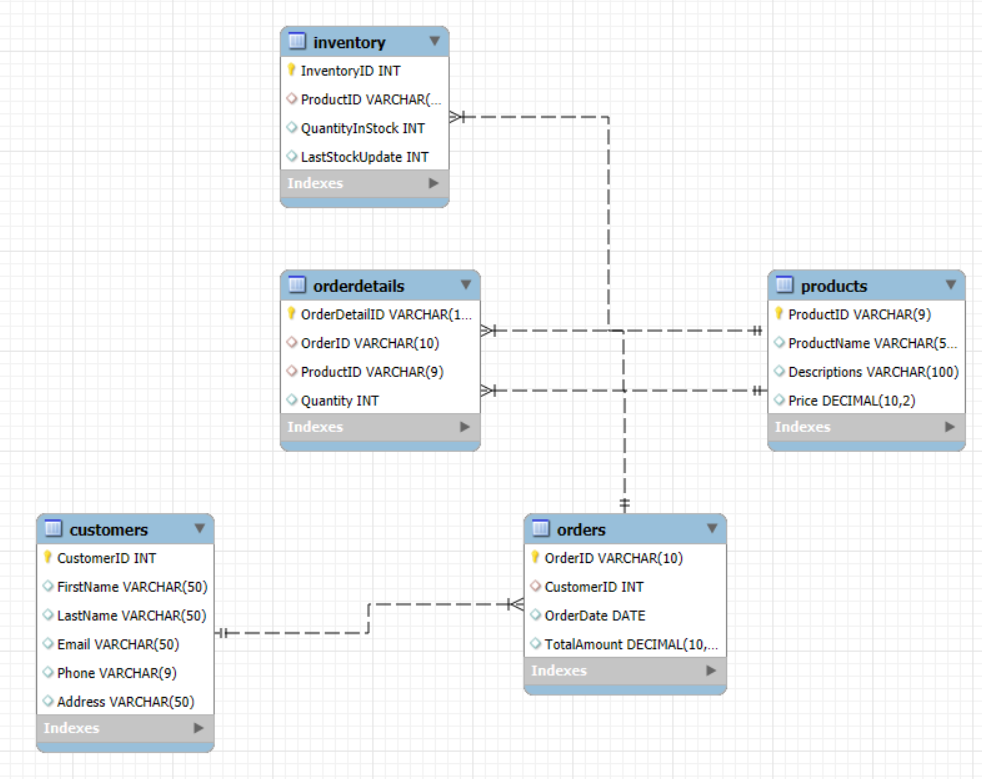 inventory
InventoryID INT
ProductID VARCHAR(...
QuantityInStock INT
LastStockUpdate INT
Indexes
orderdetails
OrderDetailID VARCHAR(1...
OrderID VARCHAR(10)
ProductID VARCHAR(9)
Quantity INT
Indexes
products
ProductID VARCHAR(9)
ProductName VARCHAR(5...
Descriptions VARCHAR(100)
Price DECIMAL(10,2)
Indexes
customers
CustomerID INT
FirstName VARCHAR(50)
LastName VARCHAR(50)
Email VARCHAR(50)
Phone VARCHAR(9)
Address VARCHAR(50)
Indexes
orders
OrderID VARCHAR(10)
CustomerID INT
OrderDate DATE
TotalAmount DECIMAL(10,...
Indexes